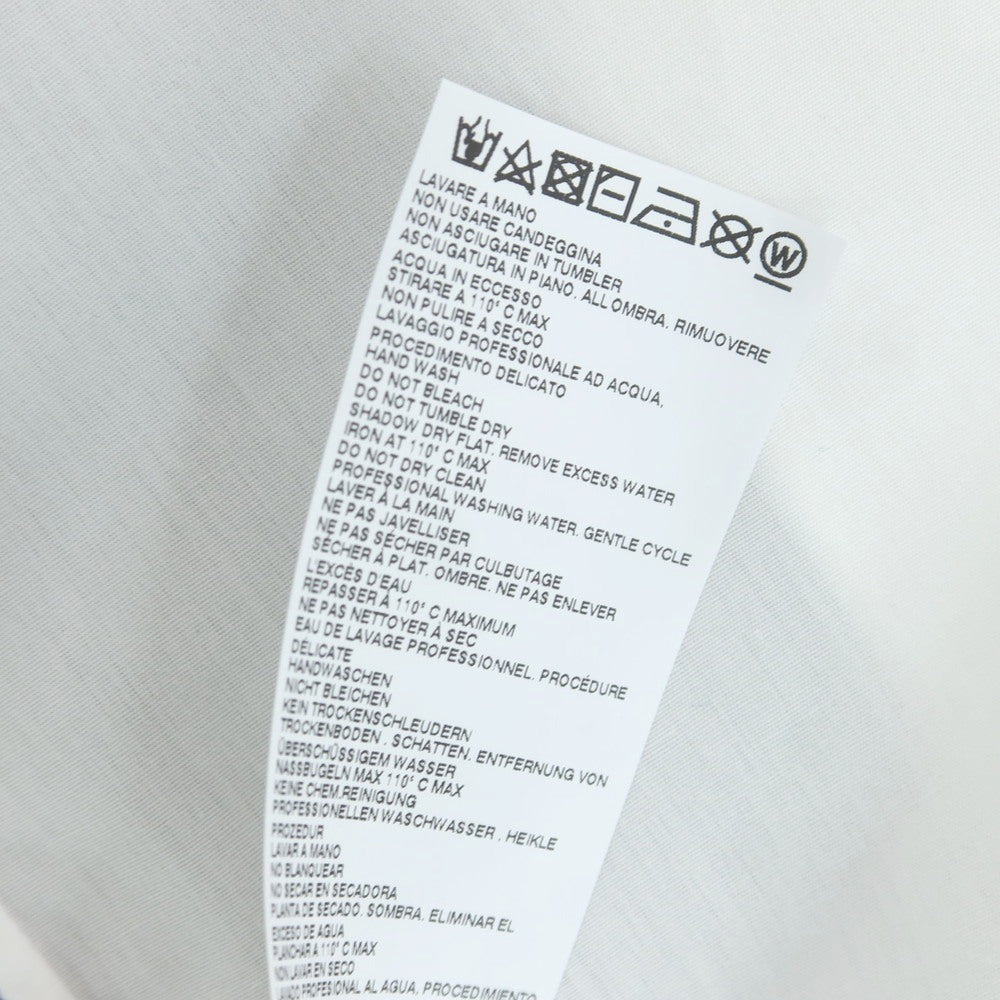 W
LAVARE A MANO
NON USARE CANDEGGINA
NON ASCIUGARE IN TUMBLER
ASCIUGATURA IN PIANO. ALL OMBRA. RIMUOVERE
ACQUA IN ECCESSO
STIRARE A 110° C MAX
NON PULIRE A SECCO
LAVAGGIO PROFESSIONALE AD ACQUA,
PROCEDIMENTO DELICATO
HAND WASH
DO NOT BLEACH
DO NOT TUMBLE DRY
SHADOW DRY FLAT. REMOVE EXCESS WATER
IRON AT 110° C MAX
DO NOT DRY CLEAN
PROFESSIONAL WASHING WATER. GENTLE CYCLE
LAVER À LA MAIN
NE PAS JAVELLISER
NE PAS SÉCHER PAR CULBUTAGE
SÉCHER À PLAT. OMBRE. NE PAS ENLEVER
L'EXCÈS D'EAU
REPASSER À 110° C MAXIMUM
NE PAS NETTOYER À SEC
EAU DE LAVAGE PROFESSIONNEL. PROCÉDURE
DÉLICATE
HANDWASCHEN
NICHT BLEICHEN
KEIN TROCKENSCHLEUDERN
TROCKENBODEN . SCHATTEN. ENTFERNUNG VON
ÜBERSCHÜSSIGEM WASSER
NASSBUGELN MAX 110° C MAX
KEINE CHEM.REINIGUNG
PROFESSIONELLEN WASCHWASSER . HEIKLE
PROZEDUR
LAVAR A MANO
NO BLANQUEAR
NO SECAR EN SECADORA
PLANTA DE SECADO. SOMBRA. ELIMINAR EL
EXCESO DE AGUA
PLANCHAR A 110° C MAX
NON LAVAR EN SECO
LAVADO PROFESIONAL AL AGUA, PROCEDIMIENTO